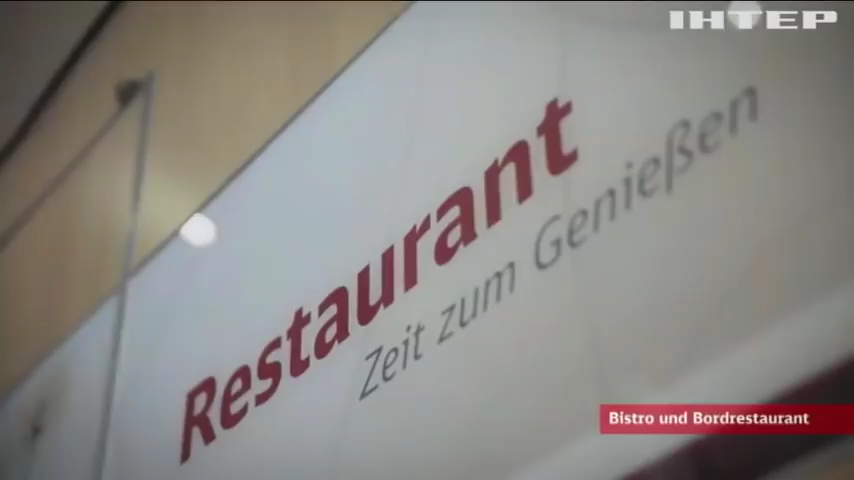 ІНТЕР
Restaurant
Zeit zum Genießen
Bistro und Bordrestaurant